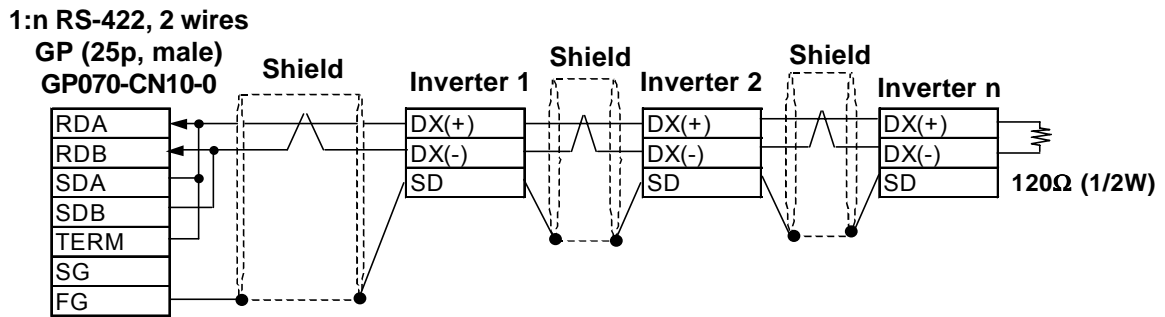 1:n RS-422, 2 wires
GP (25p, male)
GP070-CN10-0
Shield
Inverter 1
Shield
Inverter 2
Shield
Inverter n
RDA
RDB
SDA
SDB
TERM
SG
FG
DX(+)
DX(-)
SD
DX(+)
DX(-)
SD
DX(+)
DX(-)
SD
120Ω (1/2W)